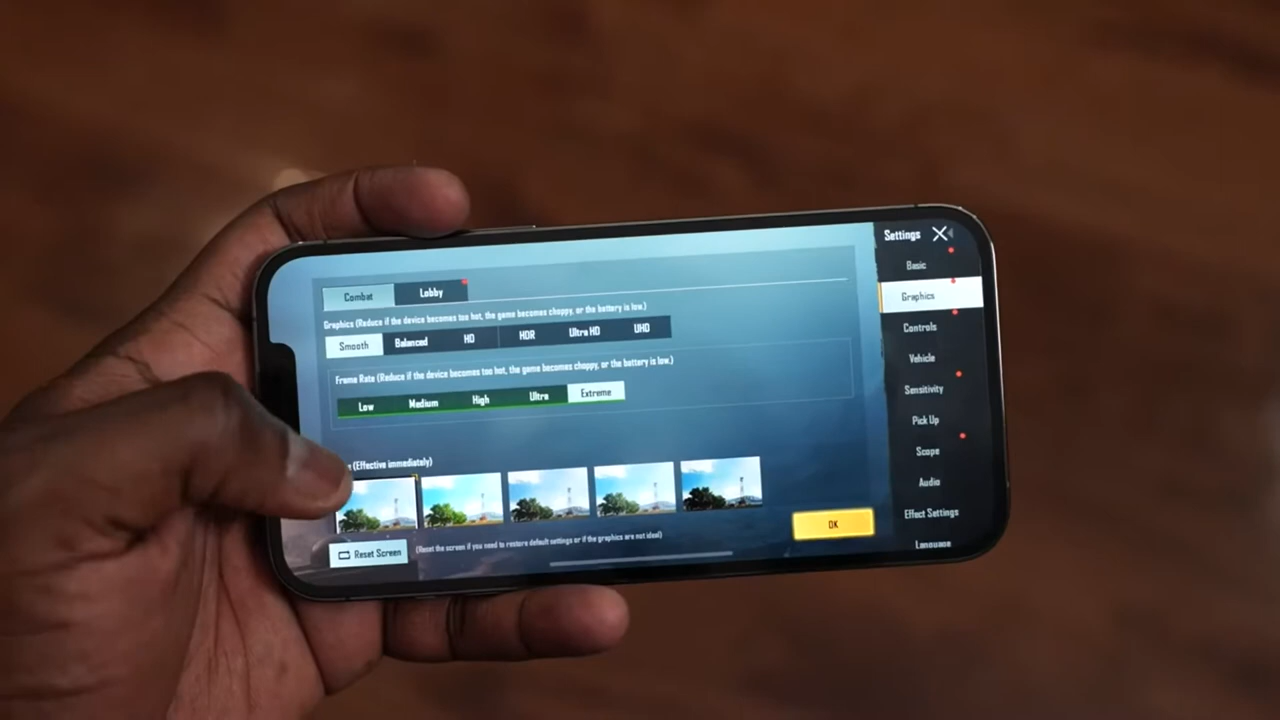 Settings
Combat
Lobby
Graphics (Reduce if the device becomes too hot, the game becomes choppy, or the battery is low.)
Smooth
Balanced
HD
HDR
Ultra HD
UHD
Frame Rate (Reduce if the device becomes too hot, the game becomes choppy, or the battery is low.)
Low
Medium
High
Ultra
Extreme
(Effective immediately)
Reset Screen
(Reset the screen if you need to restore default settings or if the graphics are not ideal)
OK
Basic
Graphics
Controls
Vehicle
Sensitivity
Pick Up
Scope
Audio
Effect Settings
Language